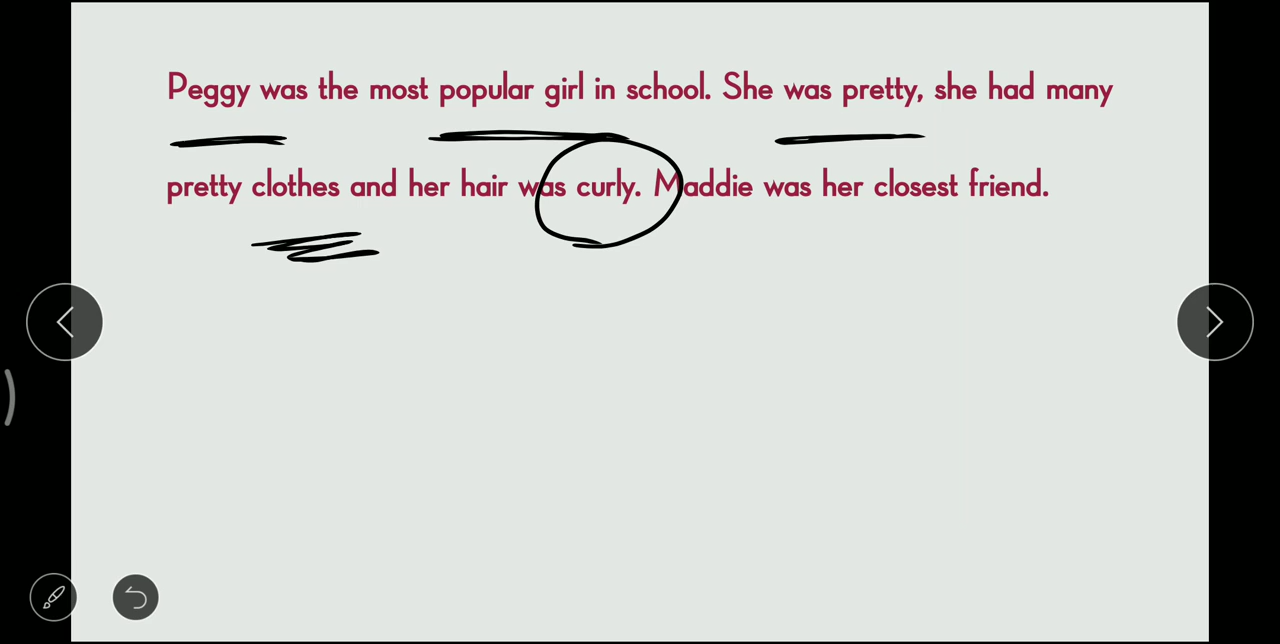 Peggy was the most popular girl in school. She was pretty, she had many
pretty clothes and her hair was curly. Maddie was her closest friend.